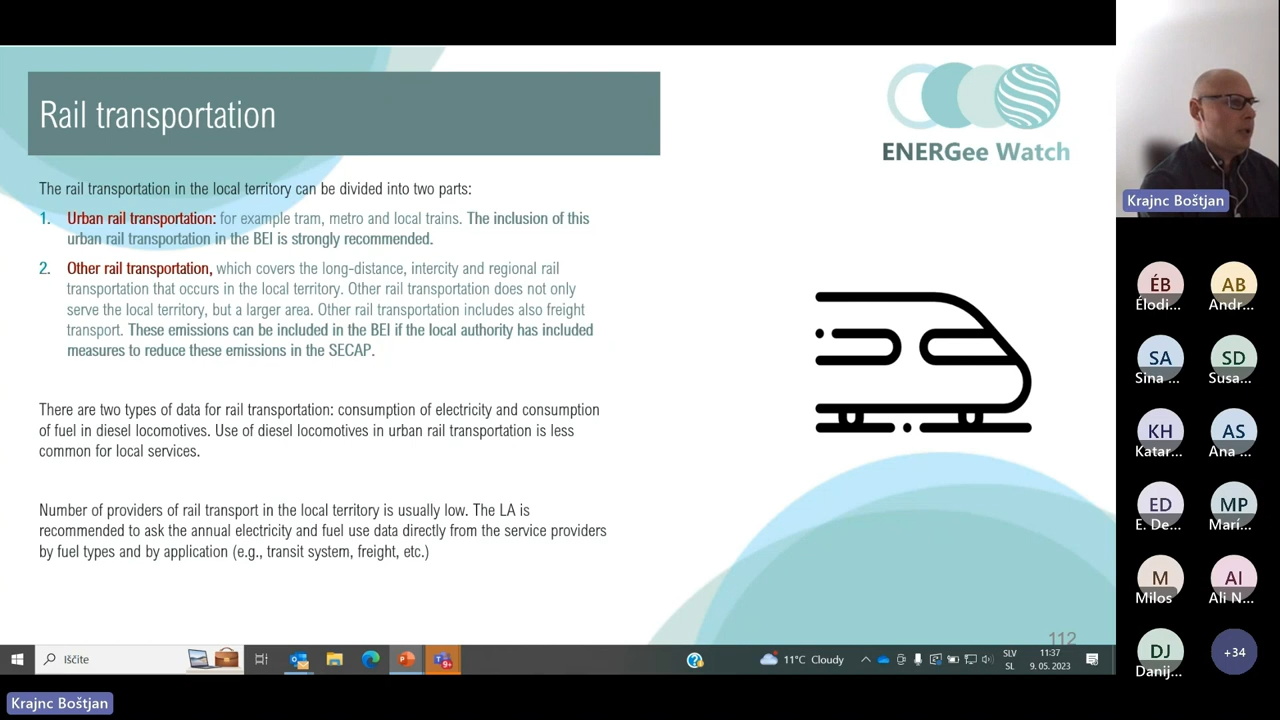 Rail transportation
ENERGee Watch
The rail transportation in the local territory can be divided into two parts:
1. Urban rail transportation: for example tram, metro and local trains. The inclusion of this
urban rail transportation in the BEI is strongly recommended.
2. Other rail transportation, which covers the long-distance, intercity and regional rail
transportation that occurs in the local territory. Other rail transportation does not only
serve the local territory, but a larger area. Other rail transportation includes also freight
transport. These emissions can be included in the BEI if the local authority has included
measures to reduce these emissions in the SECAP.
There are two types of data for rail transportation: consumption of electricity and consumption
of fuel in diesel locomotives. Use of diesel locomotives in urban rail transportation is less
common for local services.
Number of providers of rail transport in the local territory is usually low. The LA is
recommended to ask the annual electricity and fuel use data directly from the service providers
by fuel types and by application (e.g., transit system, freight, etc.)
112
Krajnc Boštjan
ÉB
Élodi...
AB
Andr...
SA
Sina ...
SD
Susa...
KH
Katar...
AS
Ana ...
ED
E. De...
MP
Marí...
M
Milos
AI
Ali N...
DJ
Danij...
+34
Iščite
9+
11°C Cloudy
SLV
SL
11:37
9. 05. 2023
Krajnc Boštjan